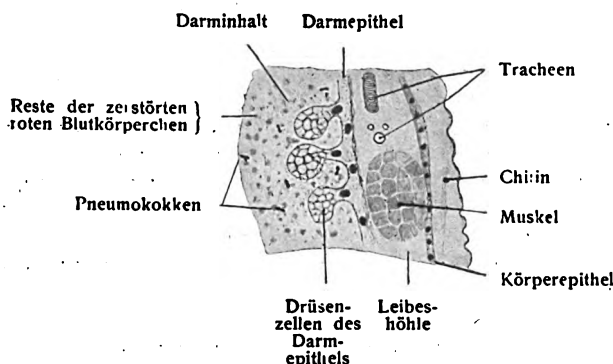 Darminhalt
Darmepithel
Tracheen
Reste der zerstörten
roten Blutkörperchen
Pneumokokken
Chitin
Muskel
Körperepithel
Drüsen-
zellen des
Darm-
epithels
Leibes-
höhle